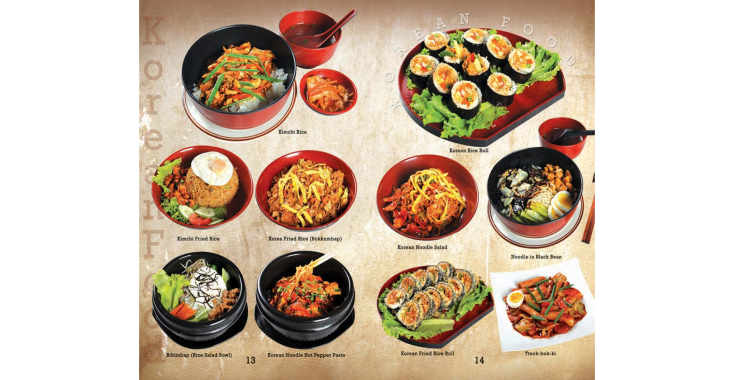 Korean Food
Kimchi Rice
Kimchi Fried Rice
Korea Fried Rice (Bokkumbap)
Bibimbap (Rice Salad Bowl)
Korean Noodle Hot Pepper Paste
13
KOREAN FOOD
Korean Rice Roll
Korean Noodle Salad
Noodle in Black Bean
Korean Fried Rice Roll
Tteok-bok-ki
14